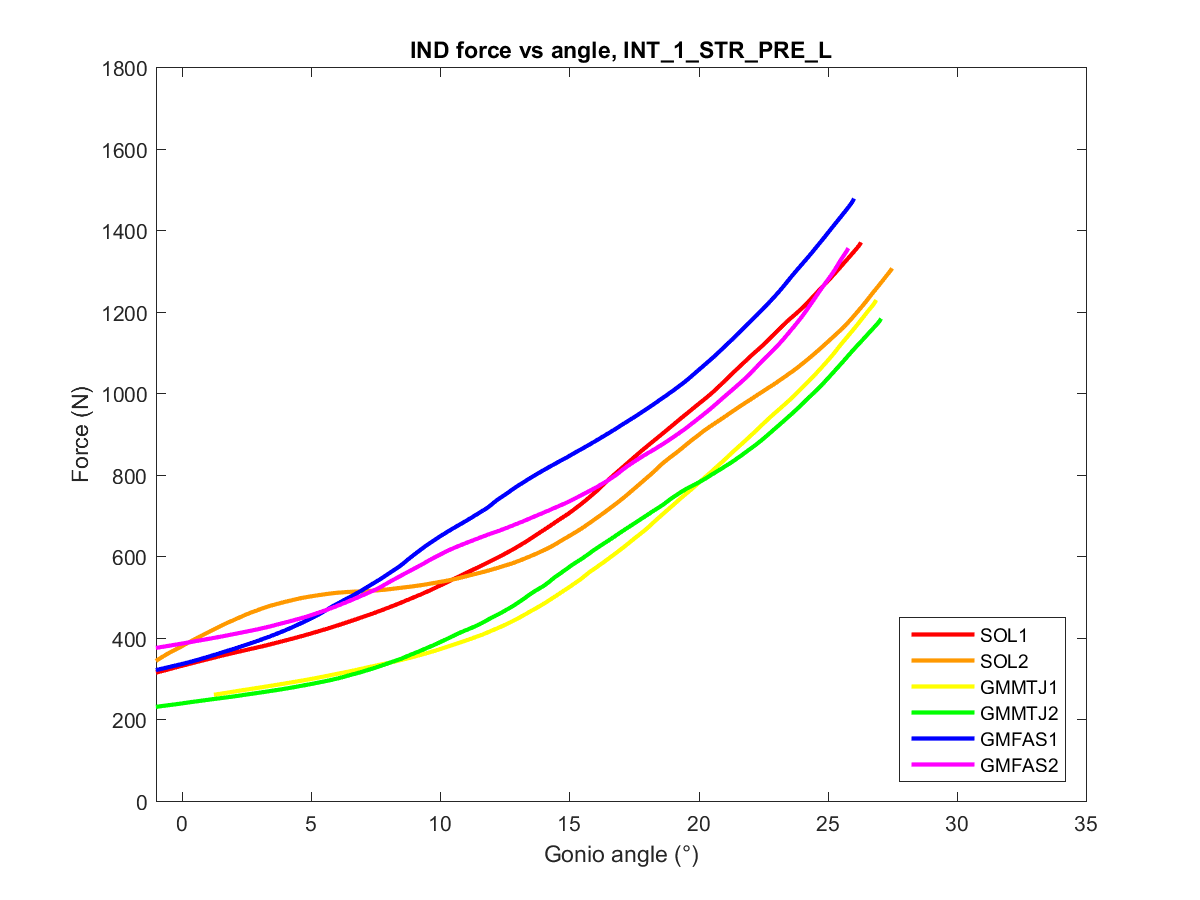 IND force vs angle, INT_1_STR_PRE_L
1800
1600
1400
1200
1000
800
600
400
200
0
Force (N)
0 5 10 15 20 25 30 35
Gonio angle (°)
SOL1
SOL2
GMMTJ1
GMMTJ2
GMFAS1
GMFAS2